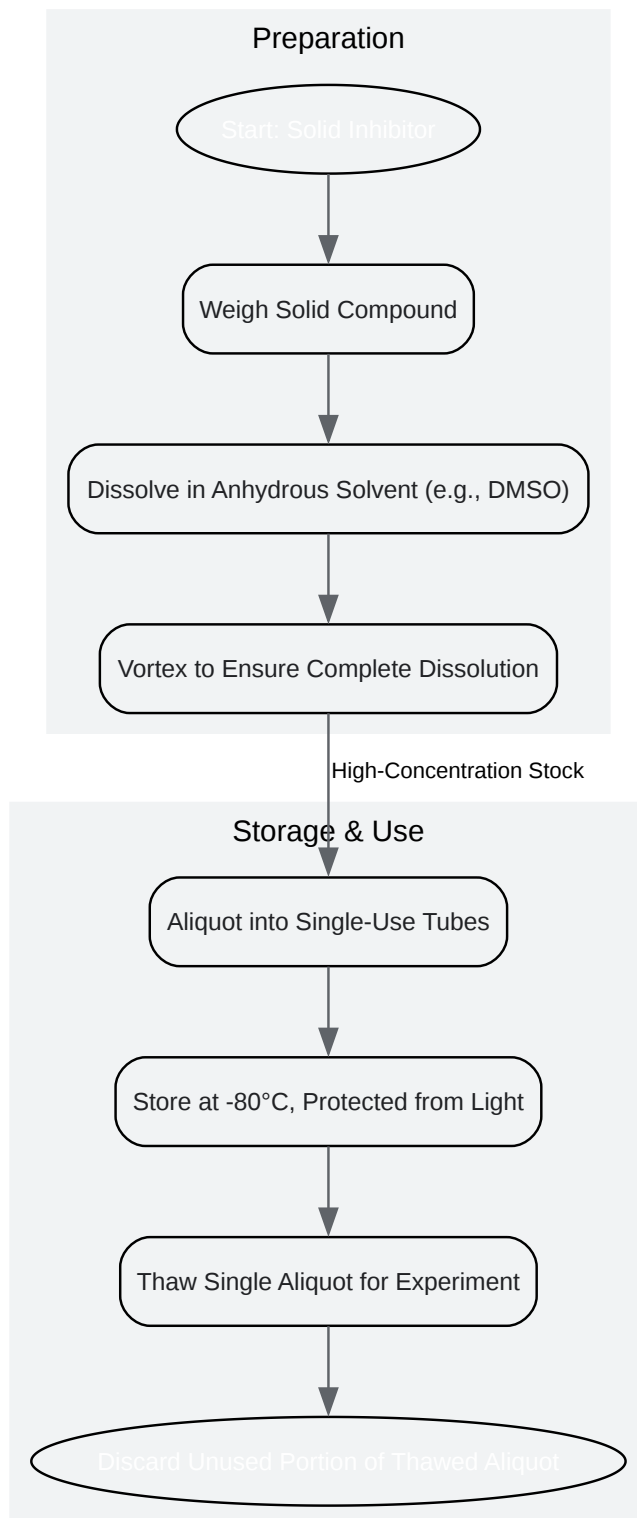 Preparation
Start: Solid Inhibitor
Weigh Solid Compound
Dissolve in Anhydrous Solvent (e.g., DMSO)
Vortex to Ensure Complete Dissolution
High-Concentration Stock
Storage & Use
Aliquot into Single-Use Tubes
Store at -80°C, Protected from Light
Thaw Single Aliquot for Experiment
Discard Unused Portion of Thawed Aliquot